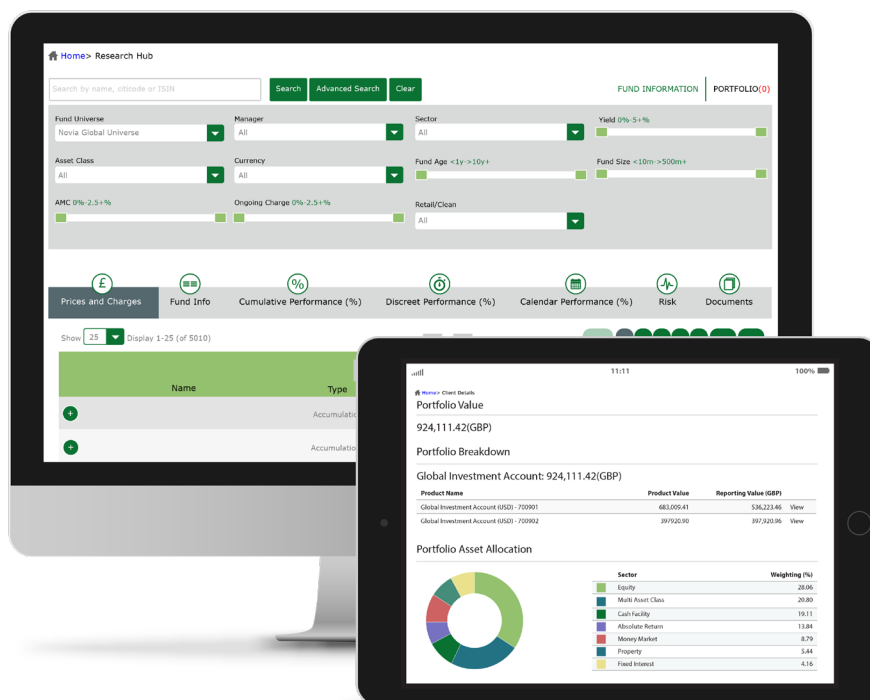 Home> Research Hub
Search by name, citicode or ISIN
Search
Advanced Search
Clear
FUND INFORMATION
PORTFOLIO(0)
Fund Universe
Manager
Sector
Yield 0%-5+%
Novia Global Universe
All
All
Asset Class
Currency
Fund Age <1y->10y+
Fund Size <10m->500m+
All
All
AMC 0%-2.5+%
Ongoing Charge 0%-2.5+%
Retail/Clean
All
£
%
Prices and Charges
Fund Info
Cumulative Performance (%)
Discreet Performance (%)
Calendar Performance (%)
Risk
Documents
Show 25 Display 1-25 (of 5010)
Name
Type
+
Accumulatio
+
Accumulatio
11:11
100%
Home> Client Details
Portfolio Value
924,111.42(GBP)
Portfolio Breakdown
Global Investment Account: 924,111.42(GBP)
Product Name Product Value Reporting Value (GBP)
Global Investment Account (USD) - 700901 683,009.41 536,223.46 View
Global Investment Account (USD) - 700902 397920.90 397,920.96 View
Portfolio Asset Allocation
Sector Weighting (%)
Equity 28.06
Multi Asset Class 20.80
Cash Facility 19.11
Absolute Return 13.84
Money Market 8.79
Property 5.44
Fixed Interest 4.16